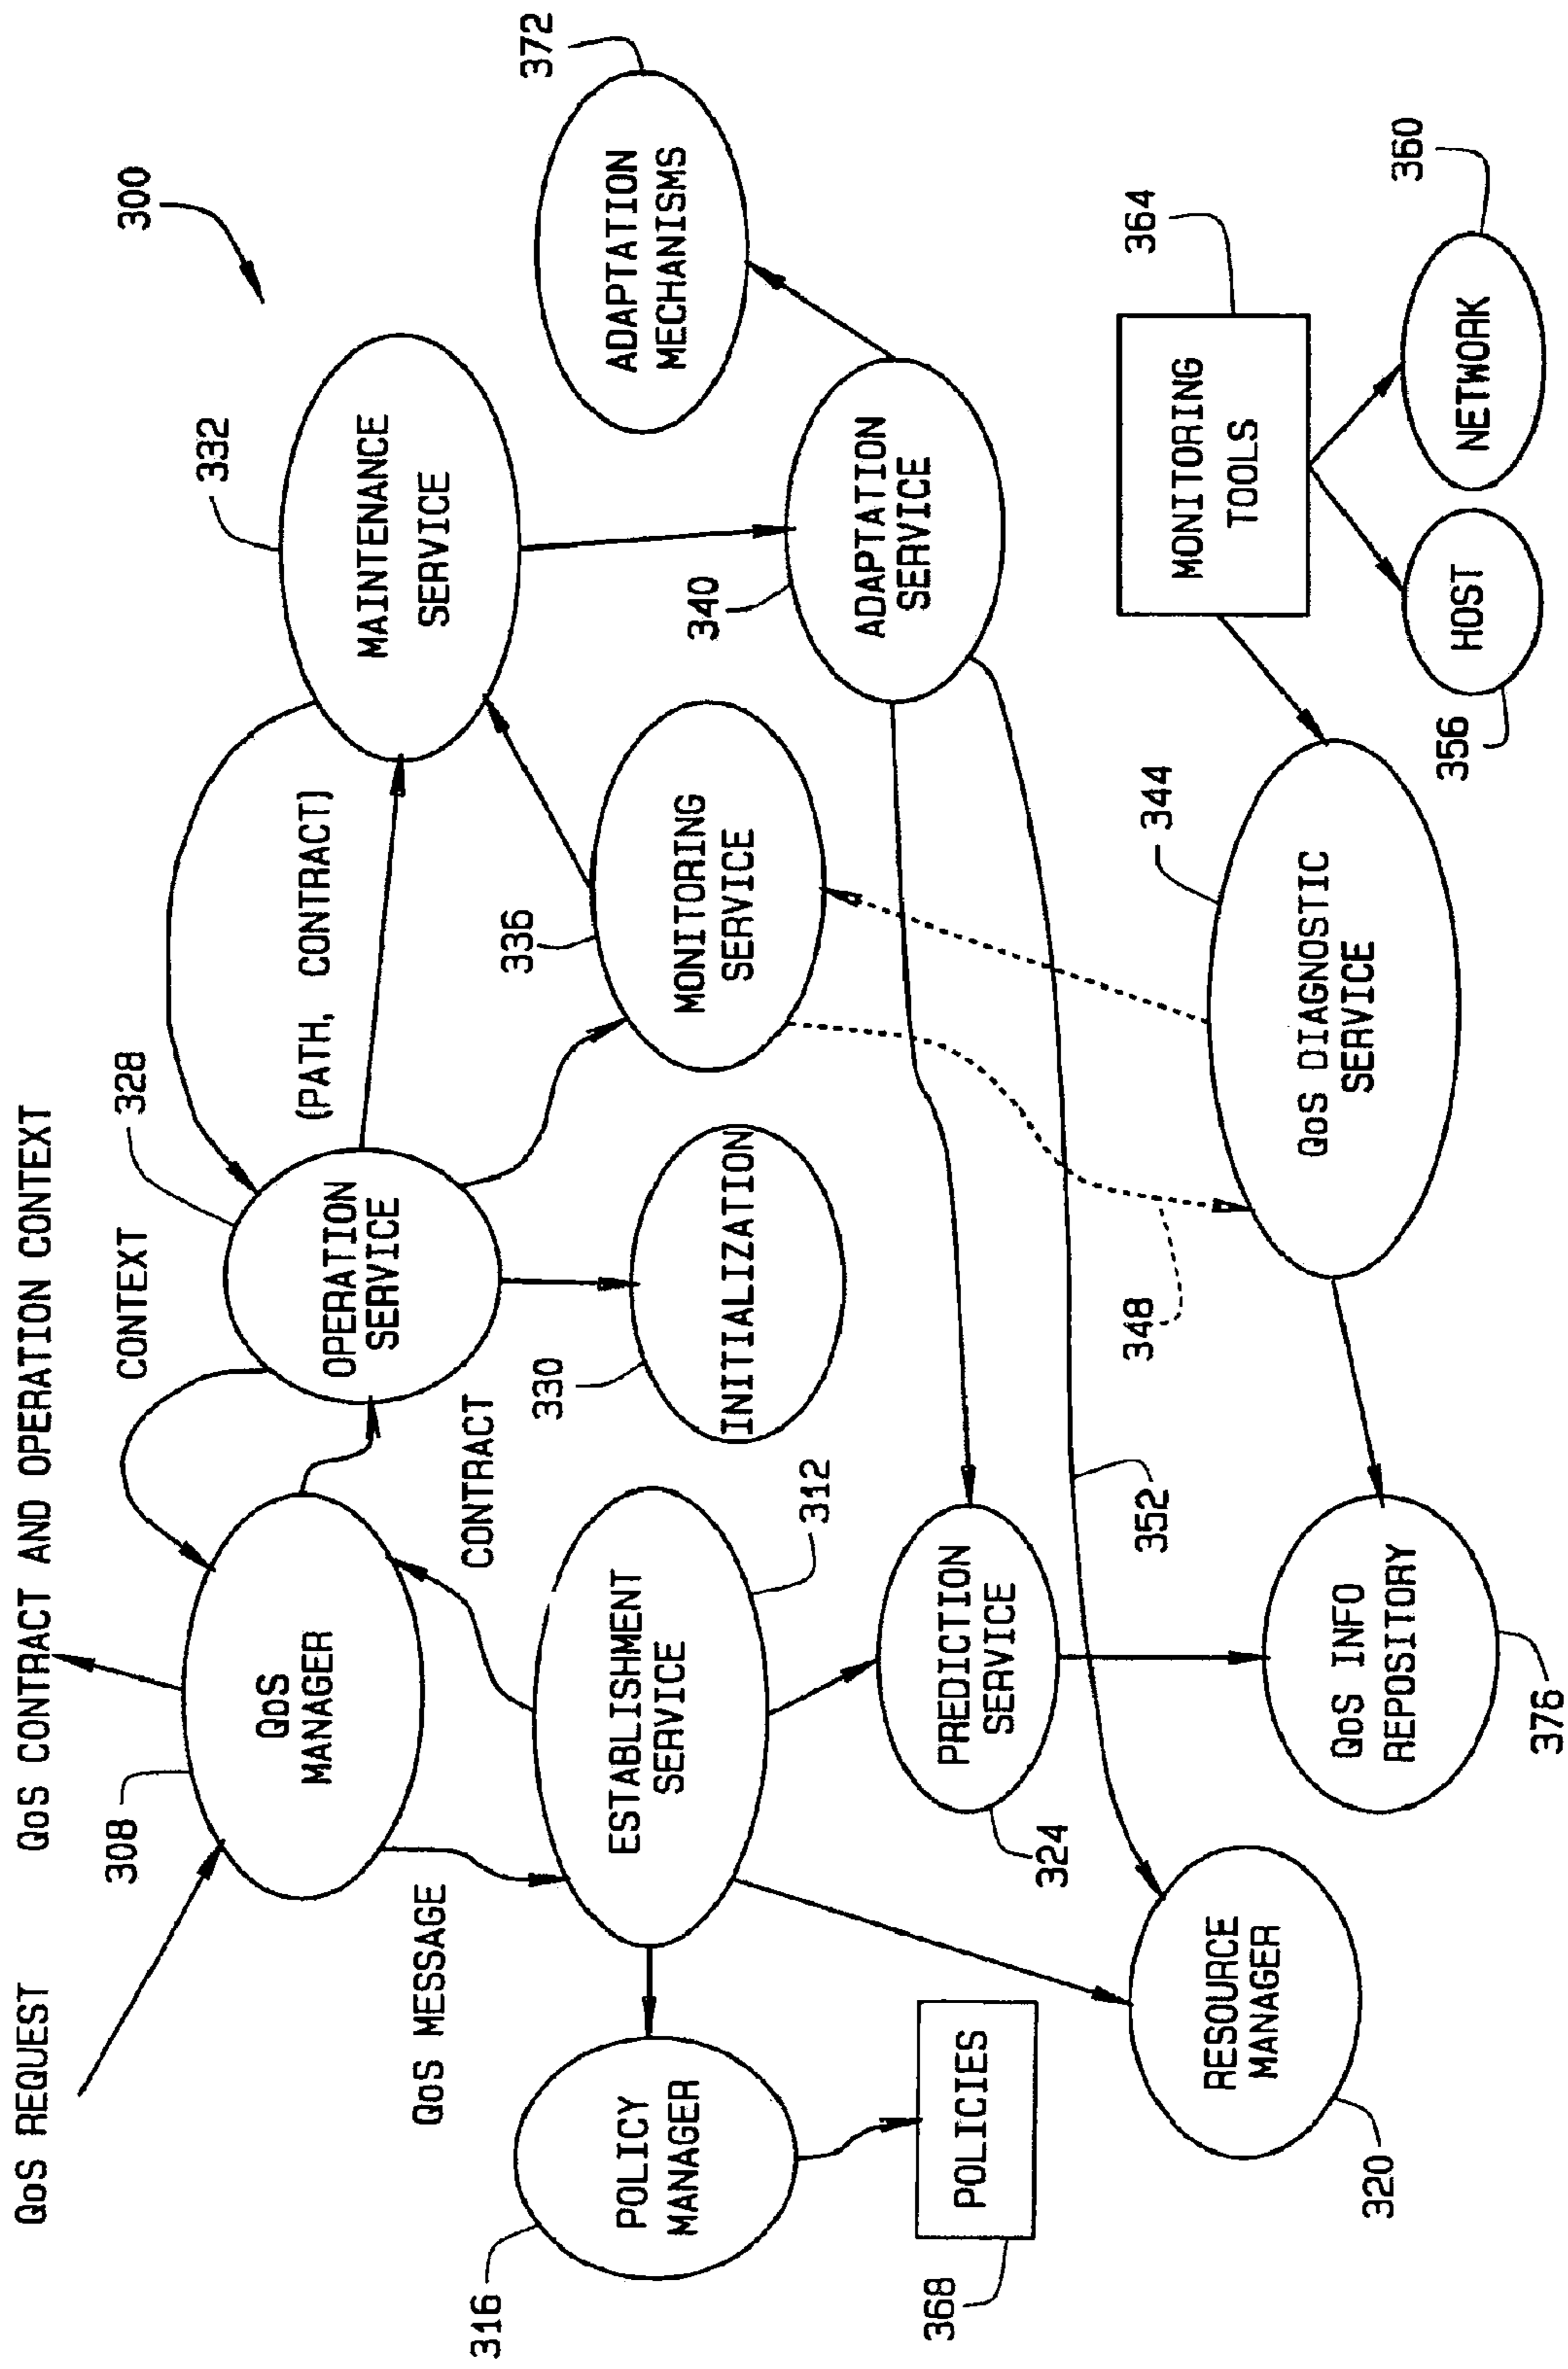 QoS REQUEST
QoS CONTRACT AND OPERATION CONTEXT
300
308
QoS
MANAGER
CONTEXT
328
OPERATION
SERVICE
(PATH, CONTRACT)
332
MAINTENANCE
SERVICE
QoS MESSAGE
CONTRACT
316
POLICY
MANAGER
ESTABLISHMENT
SERVICE
312
330
INITIALIZATION
336
MONITORING
SERVICE
340
ADAPTATION
SERVICE
372
ADAPTATION
MECHANISMS
368
POLICIES
324
PREDICTION
SERVICE
352
348
344
QoS DIAGNOSTIC
SERVICE
364
MONITORING
TOOLS
320
RESOURCE
MANAGER
QoS INFO
REPOSITORY
376
356
HOST
360
NETWORK